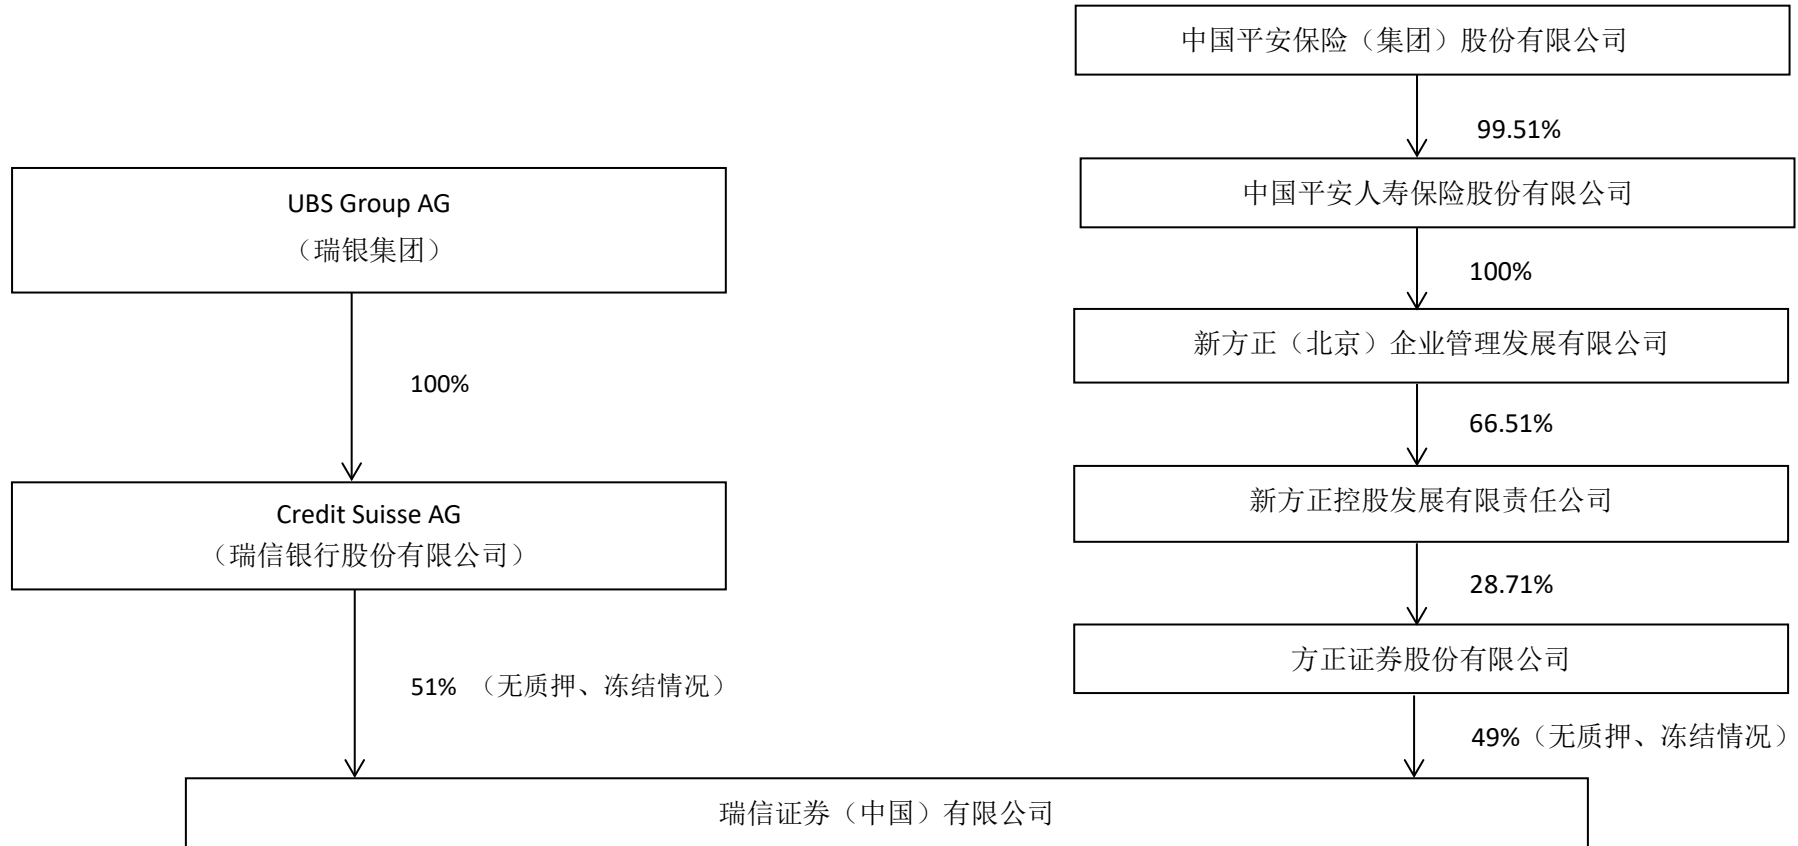 中国平安保险（集团）股份有限公司
99.51%
中国平安人寿保险股份有限公司
100%
新方正（北京）企业管理发展有限公司
66.51%
新方正控股发展有限责任公司
28.71%
方正证券股份有限公司
49%（无质押、冻结情况）
UBS Group AG
（瑞银集团）
100%
Credit Suisse AG
（瑞信银行股份有限公司）
51% （无质押、冻结情况）
瑞信证券（中国）有限公司